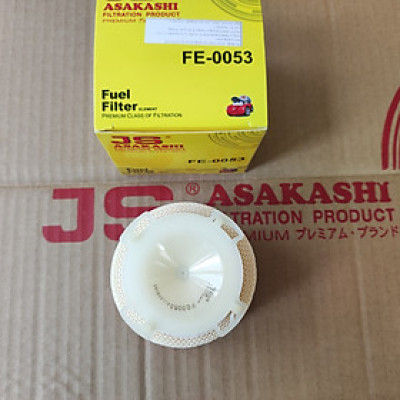 ASAKASHI
FILTRATION PRODUCT
FE-0053
Fuel
Filter ELEMENT
PREMIUM CLASS OF FILTRATION
JS ASAKASHI
FE-0053
JS® ASAKASHI
FILTRATION PRODUCT
PREMIUM プレミアム・ブランド